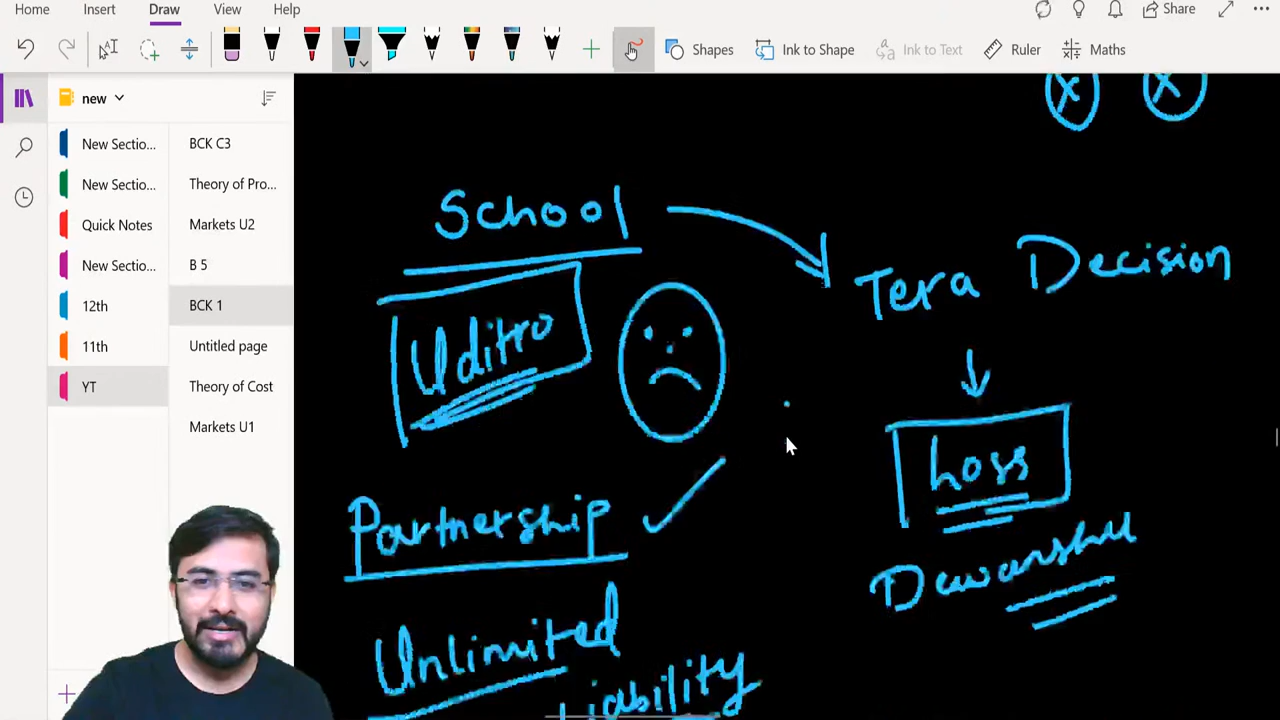 Home Insert Draw View Help Share
Shapes Ink to Shape Ink to Text Ruler Maths
new
New Sectio...
New Sectio...
Quick Notes
New Sectio...
12th
11th
YT
BCK C3
Theory of Pro...
Markets U2
B 5
BCK 1
Untitled page
Theory of Cost
Markets U1
X X
School
Uditro
Tera Decision
Loss
Dewanshu
Partnership
Unlimited
Liability